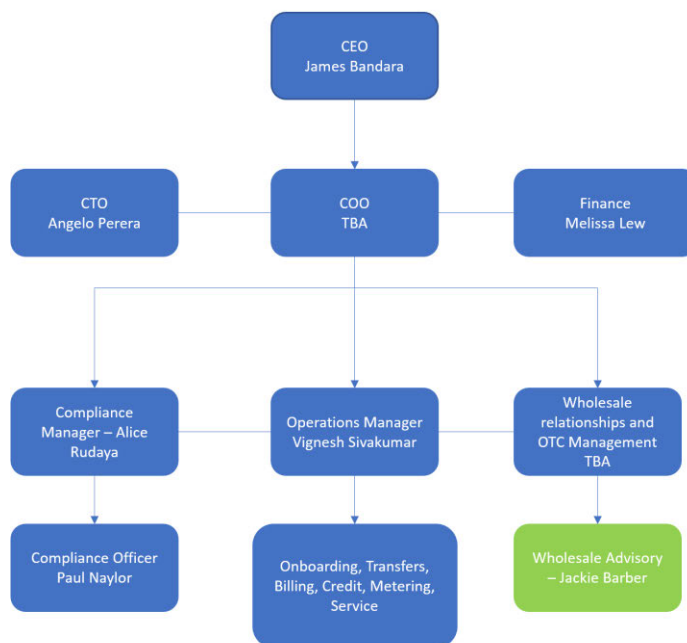 CEO
James Bandara
CTO
Angelo Perera
COO
TBA
Finance
Melissa Lew
Compliance
Manager – Alice
Rudaya
Operations Manager
Vignesh Sivakumar
Wholesale
relationships and
OTC Management
TBA
Compliance Officer
Paul Naylor
Onboarding, Transfers,
Billing, Credit, Metering,
Service
Wholesale Advisory
– Jackie Barber